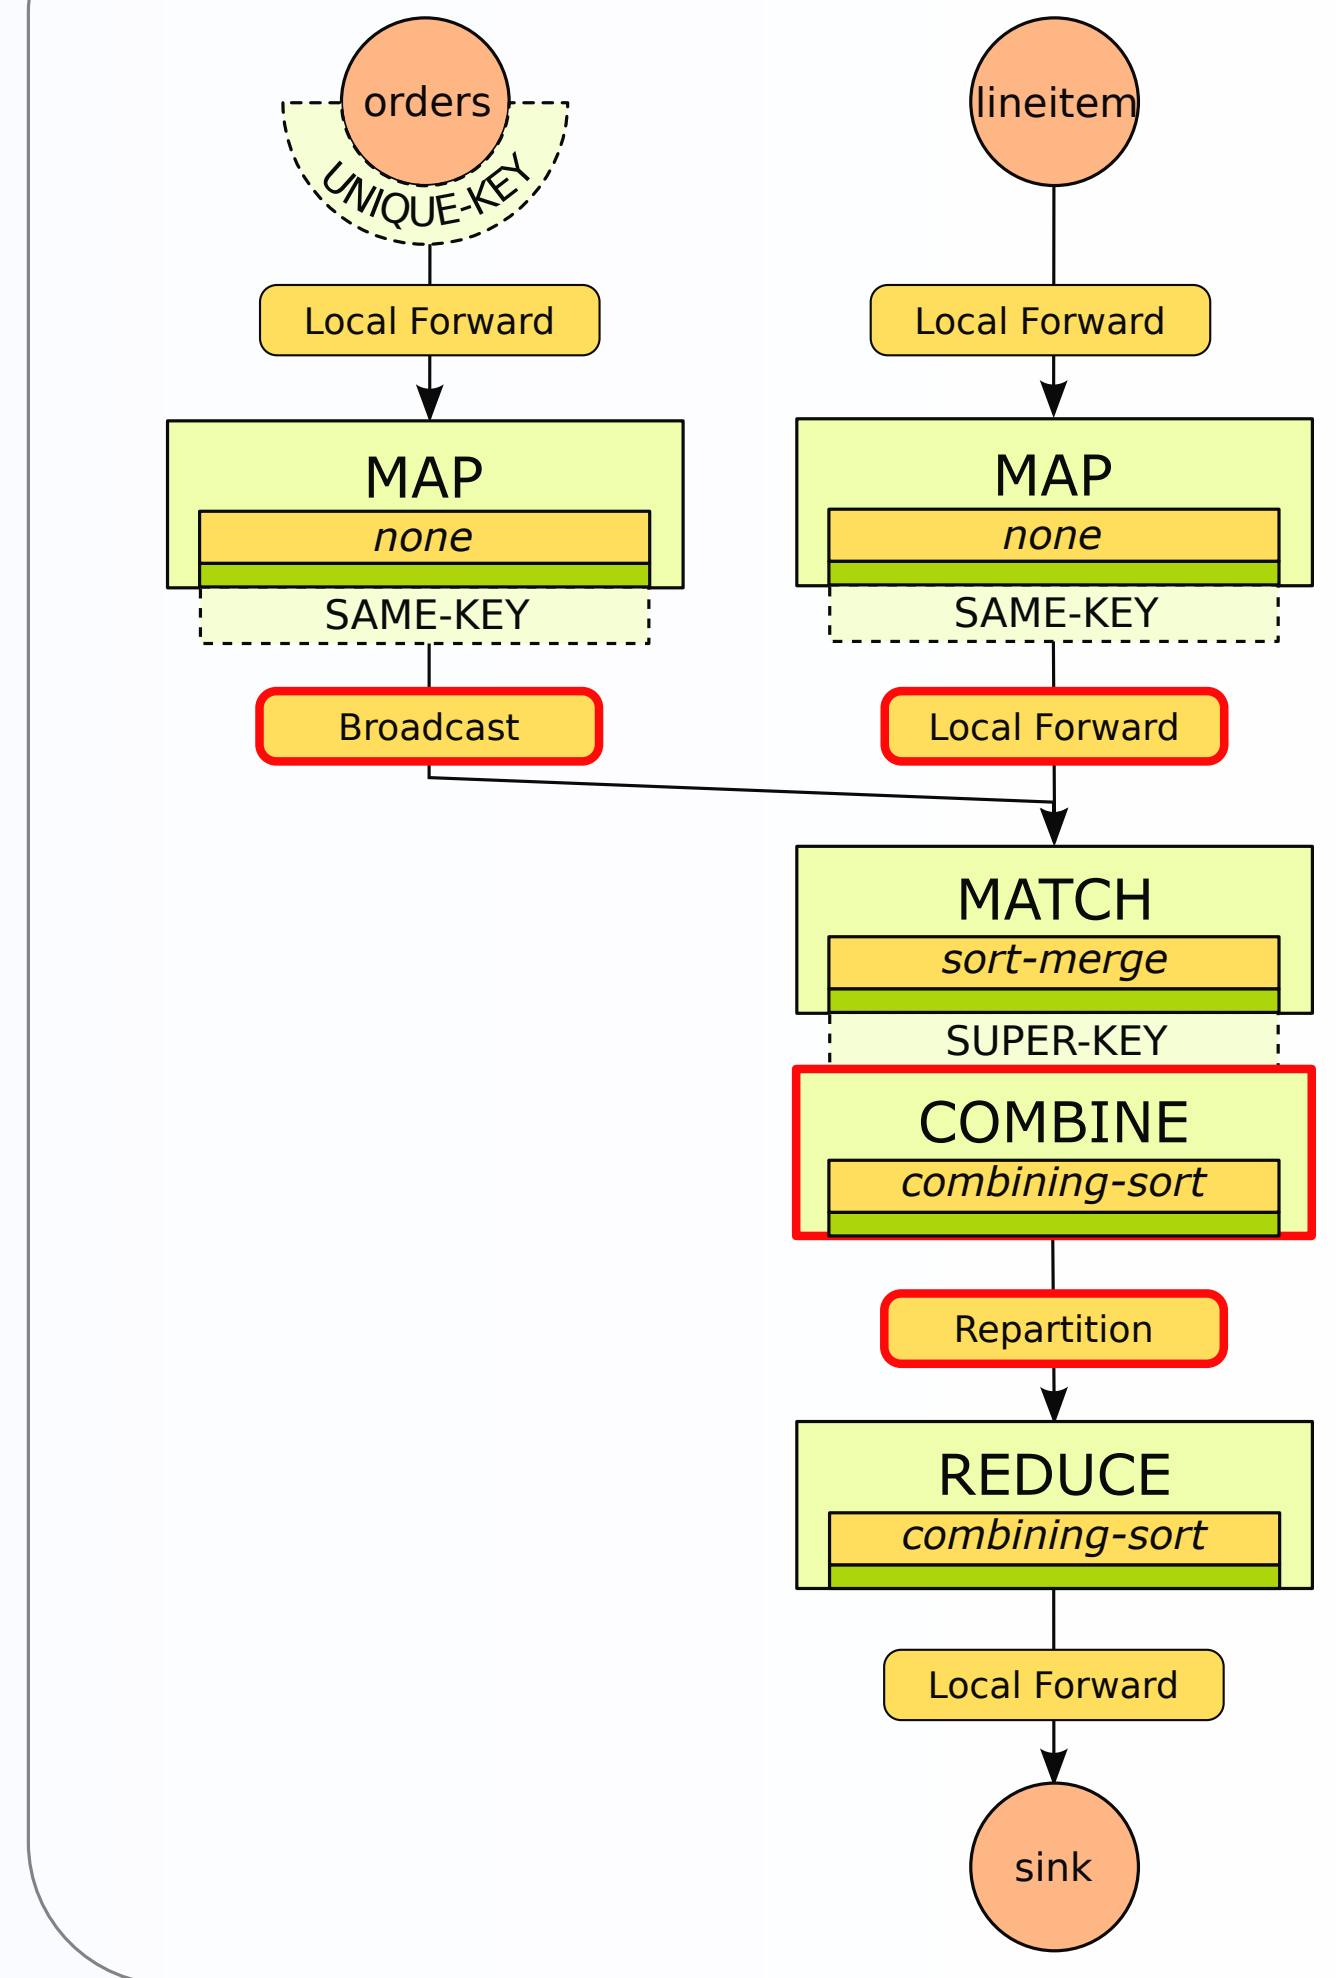 orders
UNIQUE-KEY
Local Forward
MAP
none
SAME-KEY
Broadcast
lineitem
Local Forward
MAP
none
SAME-KEY
Local Forward
MATCH
sort-merge
SUPER-KEY
COMBINE
combining-sort
Repartition
REDUCE
combining-sort
Local Forward
sink